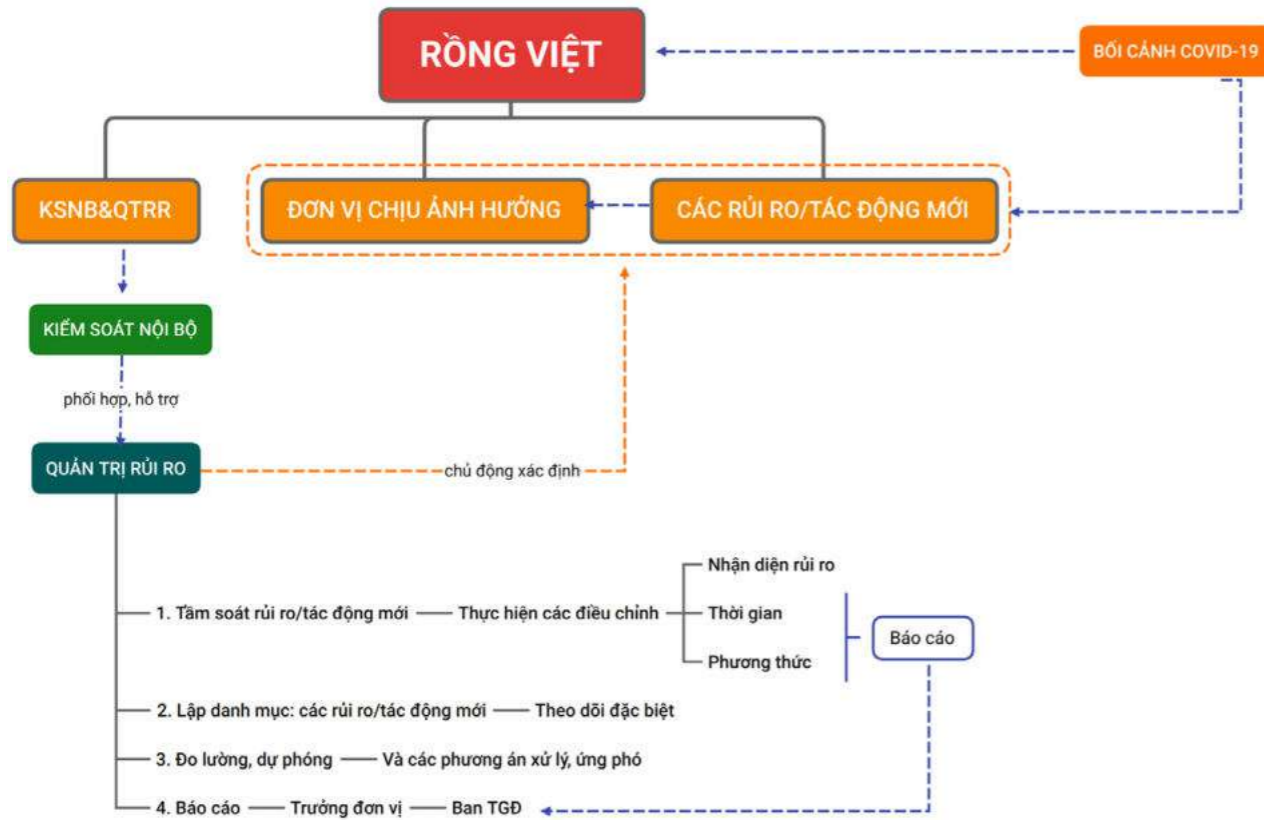 RỒNG VIỆT
BỐI CẢNH COVID-19
KSNB&QTRR
ĐƠN VỊ CHỊU ẢNH HƯỞNG
CÁC RỦI RO/TÁC ĐỘNG MỚI
KIỂM SOÁT NỘI BỘ
phối hợp, hỗ trợ
QUẢN TRỊ RỦI RO
chủ động xác định
Nhận diện rủi ro
1. Tầm soát rủi ro/tác động mới
Thực hiện các điều chỉnh
Thời gian
Báo cáo
Phương thức
2. Lập danh mục: các rủi ro/tác động mới
Theo dõi đặc biệt
3. Đo lường, dự phóng
Và các phương án xử lý, ứng phó
4. Báo cáo
Trưởng đơn vị
Ban TGĐ